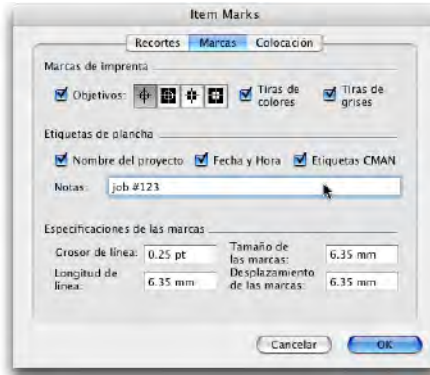 Item Marks
Recortes Marcas Colocación
Marcas de imprenta
Objetivos: Tiras de colores Tiras de grises
Etiquetas de plancha
Nombre del proyecto Fecha y Hora Etiquetas CMAN
Notas: job #123
Especificaciones de las marcas
Grosor de línea: 0.25 pt Tamaño de las marcas: 6.35 mm
Longitud de línea: 6.35 mm Desplazamiento de las marcas: 6.35 mm
Cancelar OK